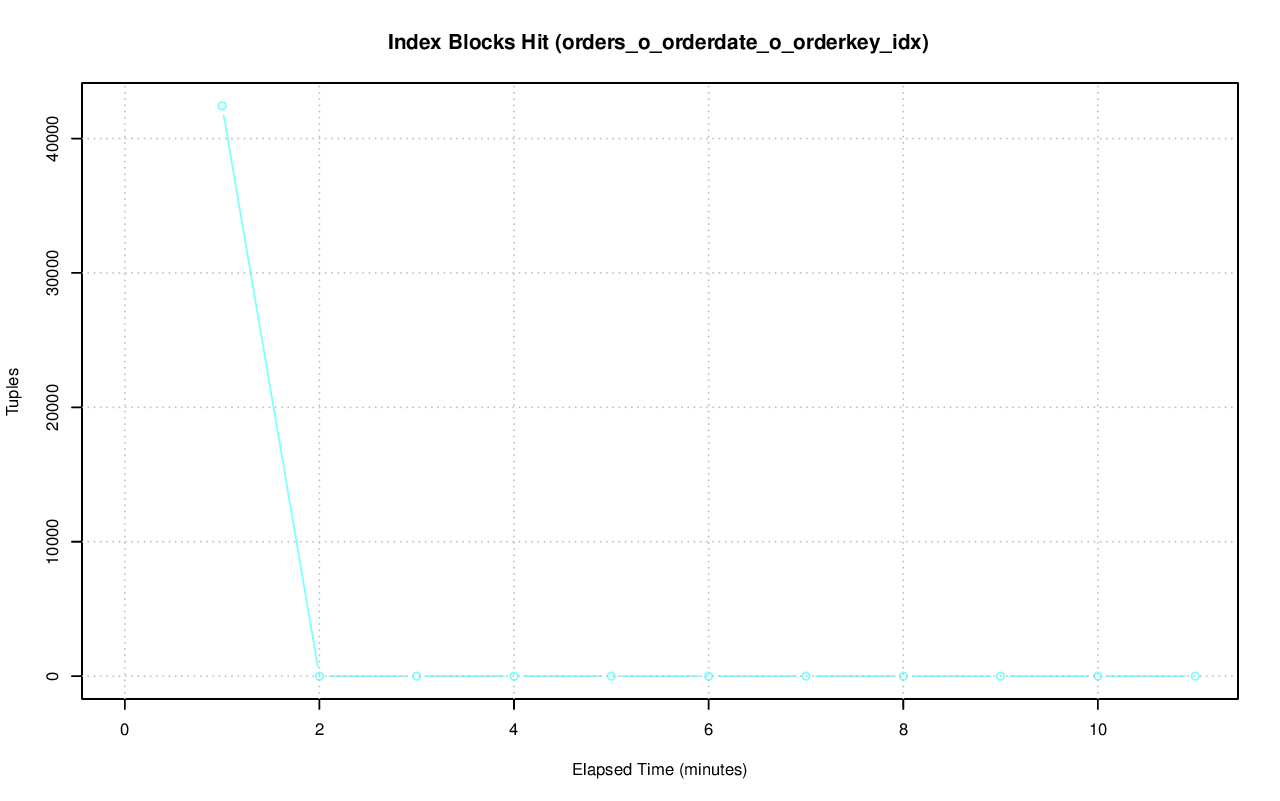 Index Blocks Hit (orders_o_orderdate_o_orderkey_idx)
Tuples
40000
30000
20000
10000
0
0 2 4 6 8 10
Elapsed Time (minutes)